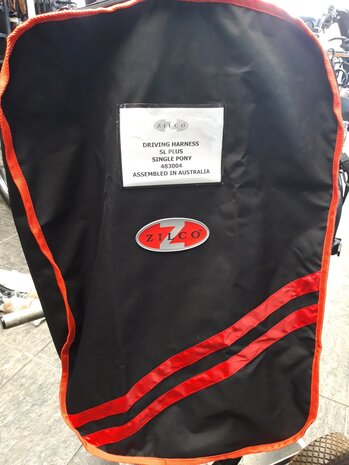 ZILCO
DRIVING HARNESS
SL PLUS
SINGLE PONY
483004
ASSEMBLED IN AUSTRALIA
ZILCO